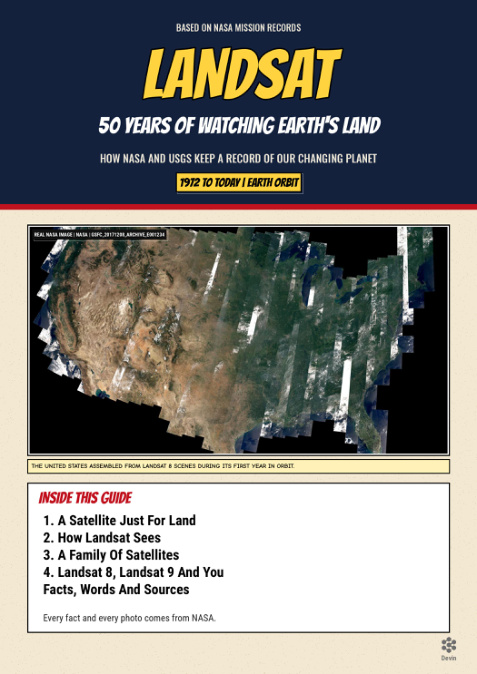 BASED ON NASA MISSION RECORDS
LANDSAT
50 YEARS OF WATCHING EARTH'S LAND
HOW NASA AND USGS KEEP A RECORD OF OUR CHANGING PLANET
1972 TO TODAY | EARTH ORBIT
REAL NASA IMAGE | NASA | GSFC_20171208_ARCHIVE_E001234
THE UNITED STATES ASSEMBLED FROM LANDSAT 8 SCENES DURING ITS FIRST YEAR IN ORBIT.
INSIDE THIS GUIDE
1. A Satellite Just For Land
2. How Landsat Sees
3. A Family Of Satellites
4. Landsat 8, Landsat 9 And You
Facts, Words And Sources
Every fact and every photo comes from NASA.
Devin